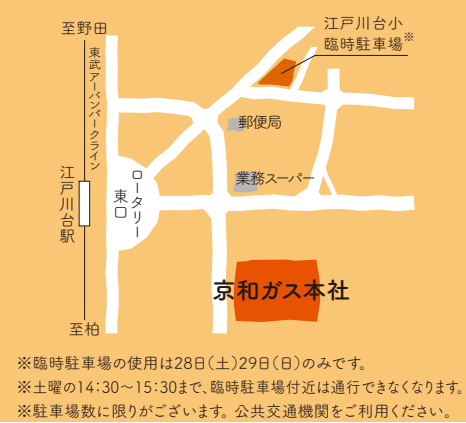 至野田
東武アーバンパークライン
江戸川台駅
至柏
ロータリー
東口
江戸川台小
臨時駐車場※
郵便局
業務スーパー
京和ガス本社
※臨時駐車場の使用は28日(土)29日(日)のみです。
※土曜の14:30〜15:30まで、臨時駐車場付近は通行できなくなります。
※駐車場数に限りがございます。公共交通機関をご利用ください。